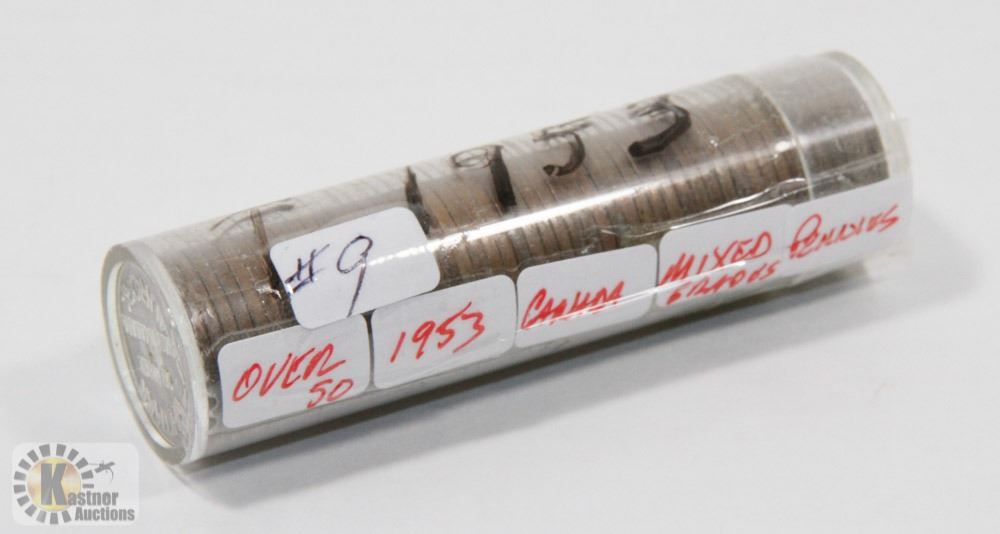 1953
#9
OVER
50
1953
CANADA
MIXED
GRADES
PENNIES
Kastner
Auctions